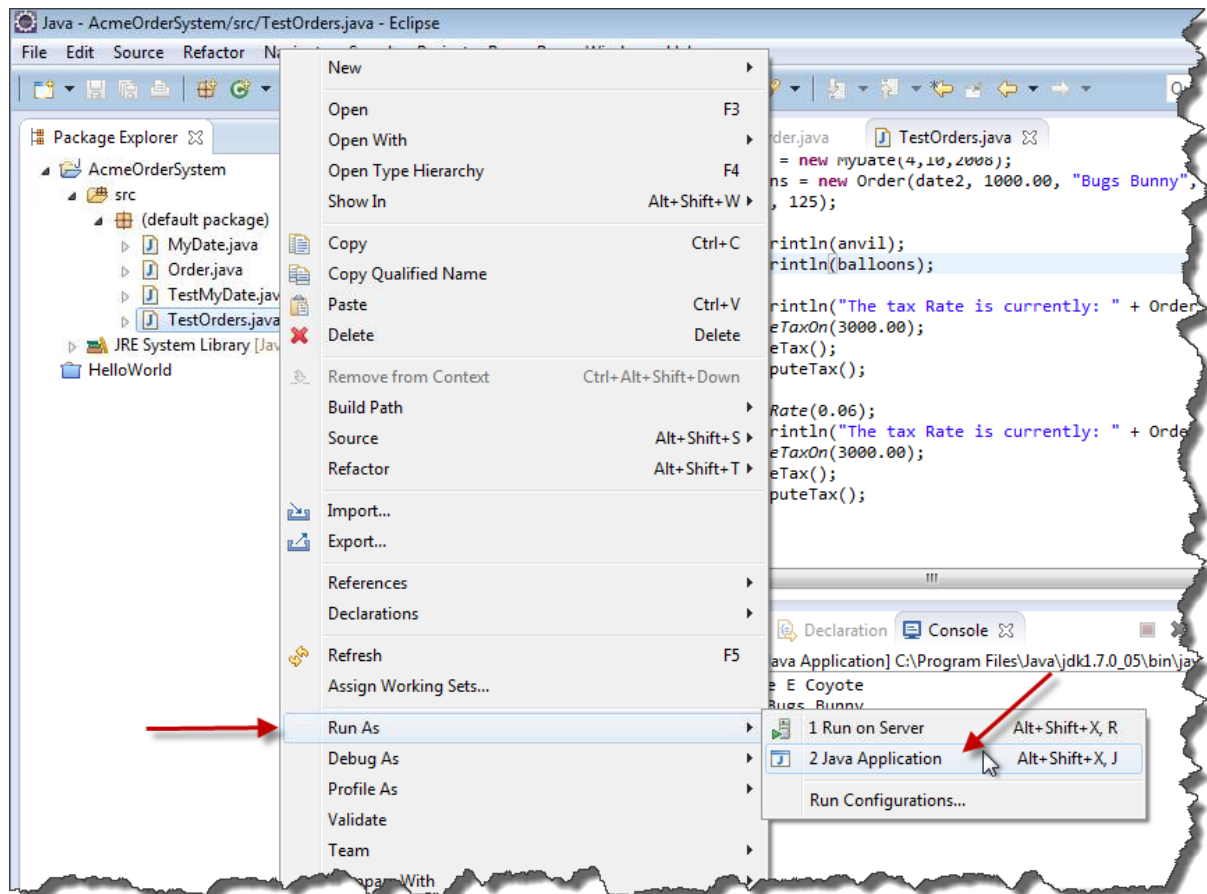 Java - AcmeOrderSystem/src/TestOrders.java - Eclipse
File Edit Source Refactor
Package Explorer
AcmeOrderSystem
src
(default package)
MyDate.java
Order.java
TestMyDate.jav
TestOrders.java
JRE System Library [Jav
HelloWorld
New
Open F3
Open With
Open Type Hierarchy F4
Show In Alt+Shift+W
Copy Ctrl+C
Copy Qualified Name
Paste Ctrl+V
Delete Delete
Remove from Context Ctrl+Alt+Shift+Down
Build Path
Source Alt+Shift+S
Refactor Alt+Shift+T
Import...
Export...
References
Declarations
Refresh F5
Assign Working Sets...
Run As
Debug As
Profile As
Validate
Team
With
1 Run on Server Alt+Shift+X, R
2 Java Application Alt+Shift+X, J
Run Configurations...
der.java TestOrders.java
= new MyDate(4,10,2008);
ns = new Order(date2, 1000.00, "Bugs Bunny",
, 125);
rintln(anvil);
rintln(balloons);
rintln("The tax Rate is currently: " + Order
eTaxOn(3000.00);
eTax();
puteTax();
Rate(0.06);
rintln("The tax Rate is currently: " + Orde
eTaxOn(3000.00);
eTax();
puteTax();
Declaration Console
ava Application] C:\Program Files\Java\jdk1.7.0_05\bin\jav
e E Coyote
Bugs Bunny